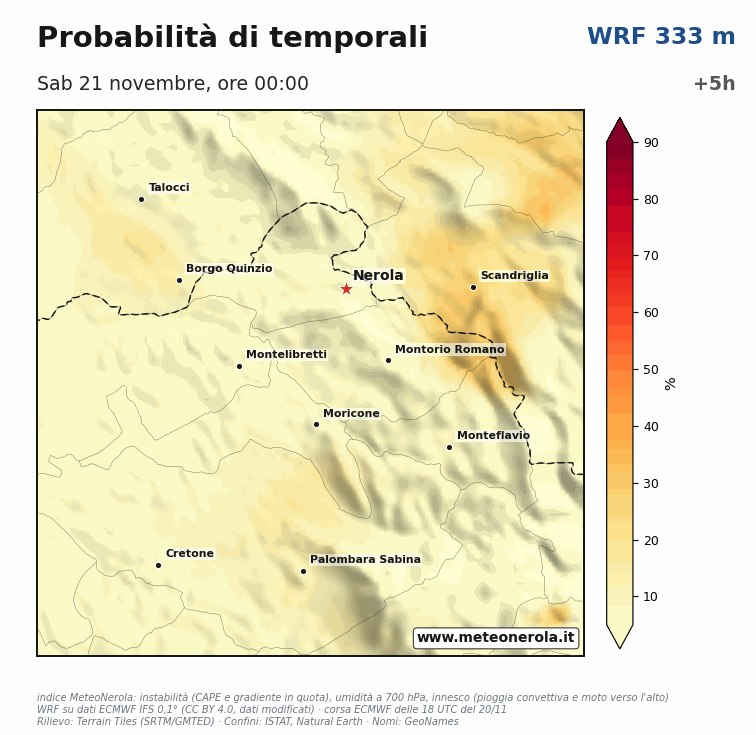 Probabilità di temporali
WRF 333 m
Sab 21 novembre, ore 00:00
+5h
Talocci
Borgo Quinzio
Nerola
Scandriglia
Montelibretti
Montorio Romano
Moricone
Monteflavio
Cretone
Palombara Sabina
www.meteonerola.it
90
80
70
60
50
40
30
20
10
%
indice MeteoNerola: instabilità (CAPE e gradiente in quota), umidità a 700 hPa, innesco (pioggia convettiva e moto verso l'alto)
WRF su dati ECMWF IFS 0,1° (CC BY 4.0, dati modificati) · corsa ECMWF delle 18 UTC del 20/11
Rilievo: Terrain Tiles (SRTM/GMTED) · Confini: ISTAT, Natural Earth · Nomi: GeoNames